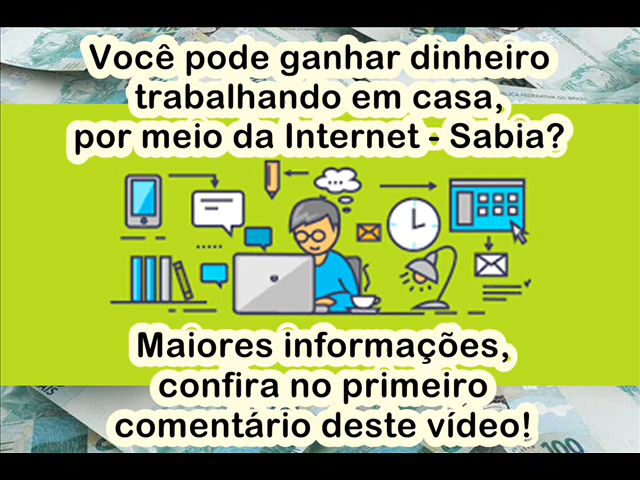 Você pode ganhar dinheiro
trabalhando em casa,
por meio da Internet - Sabia?
Maiores informações,
confira no primeiro
comentário deste vídeo!
100